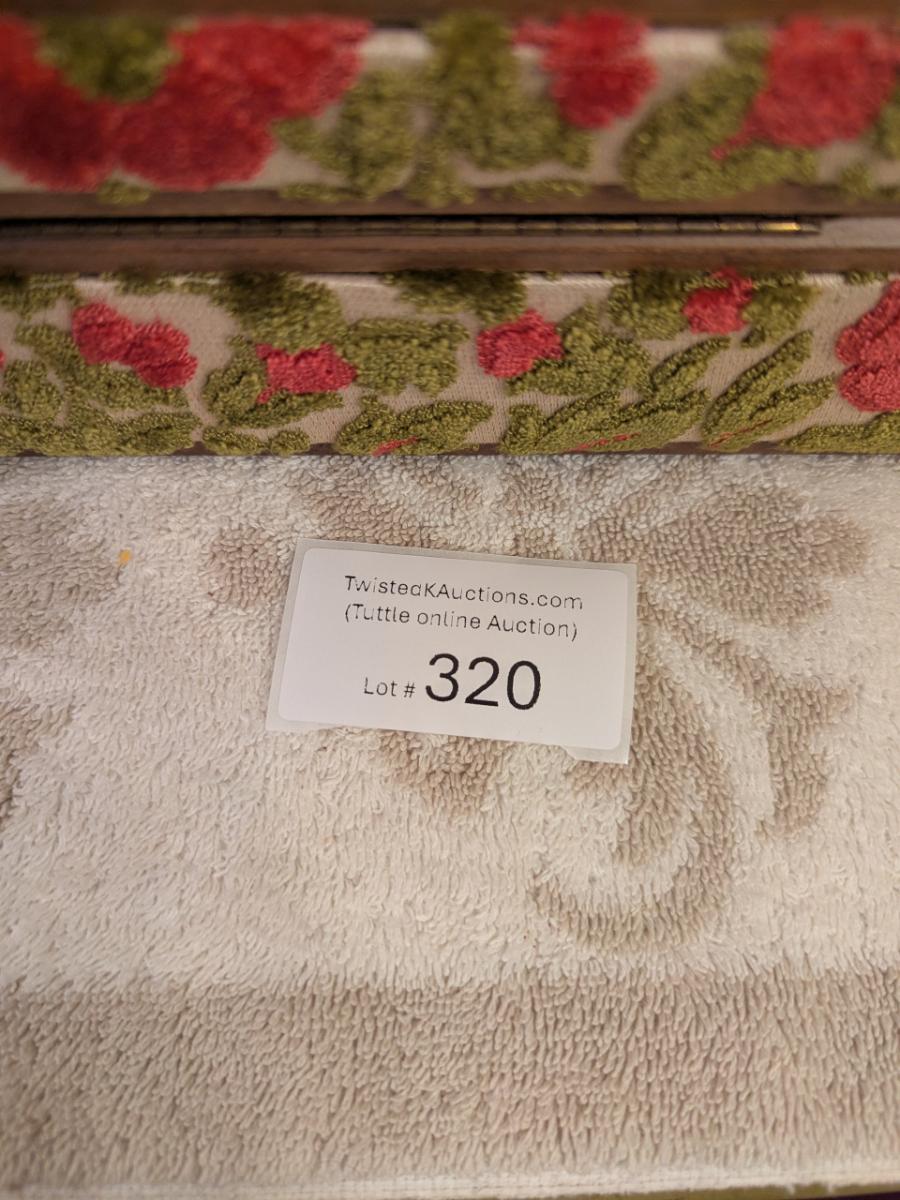 TwistedKAuctions.com
(Tuttle online Auction)
Lot # 320